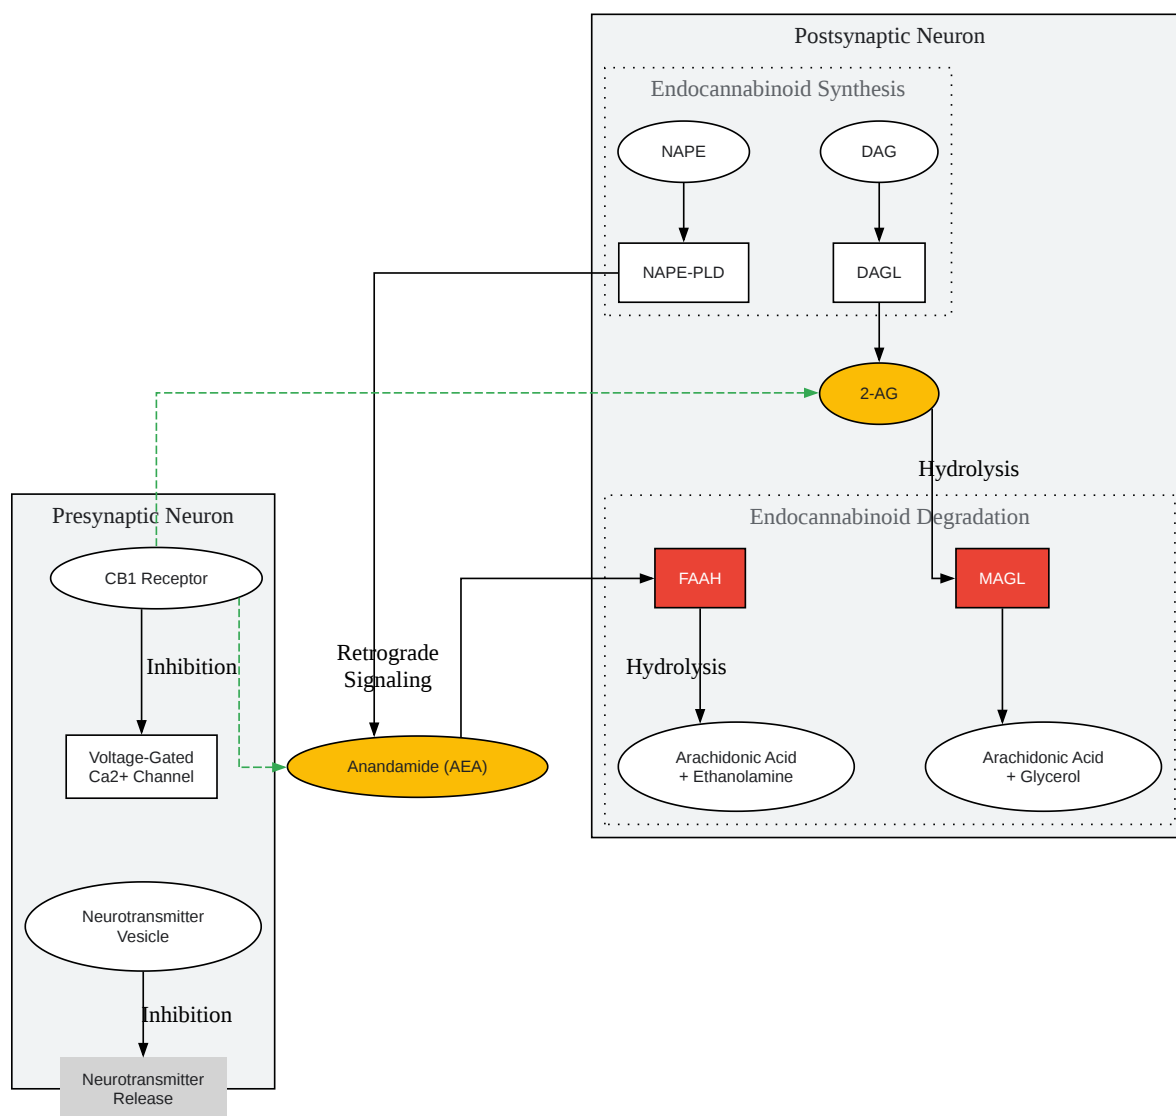 Postsynaptic Neuron
Endocannabinoid Synthesis
NAPE
DAG
NAPE-PLD
DAGL
2-AG
Hydrolysis
Presynaptic Neuron
Endocannabinoid Degradation
CB1 Receptor
FAAH
MAGL
Inhibition
Retrograde
Signaling
Hydrolysis
Voltage-Gated
Ca2+ Channel
Anandamide (AEA)
Arachidonic Acid
+ Ethanolamine
Arachidonic Acid
+ Glycerol
Neurotransmitter
Vesicle
Inhibition
Neurotransmitter
Release